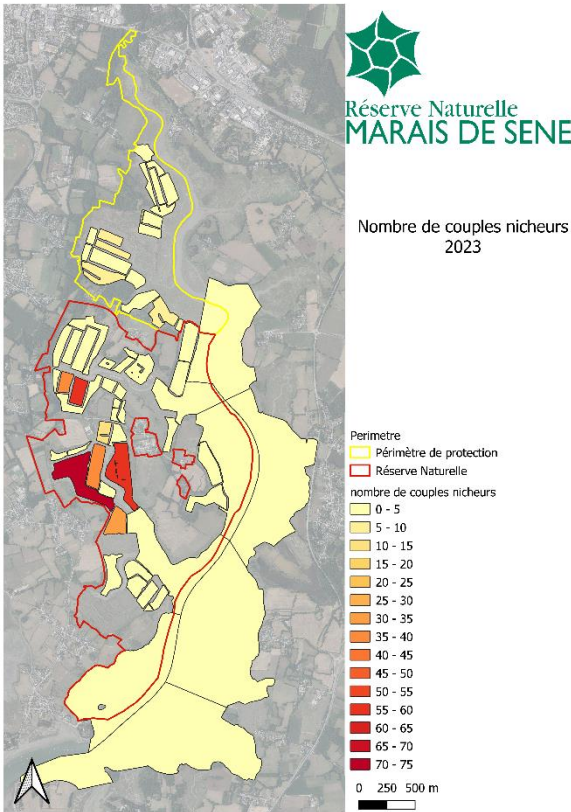 Réserve Naturelle
MARAIS DE SENE
Nombre de couples nicheurs
2023
Perimetre
Périmètre de protection
Réserve Naturelle
nombre de couples nicheurs
0 - 5
5 - 10
10 - 15
15 - 20
20 - 25
25 - 30
30 - 35
35 - 40
40 - 45
45 - 50
50 - 55
55 - 60
60 - 65
65 - 70
70 - 75
0 250 500 m